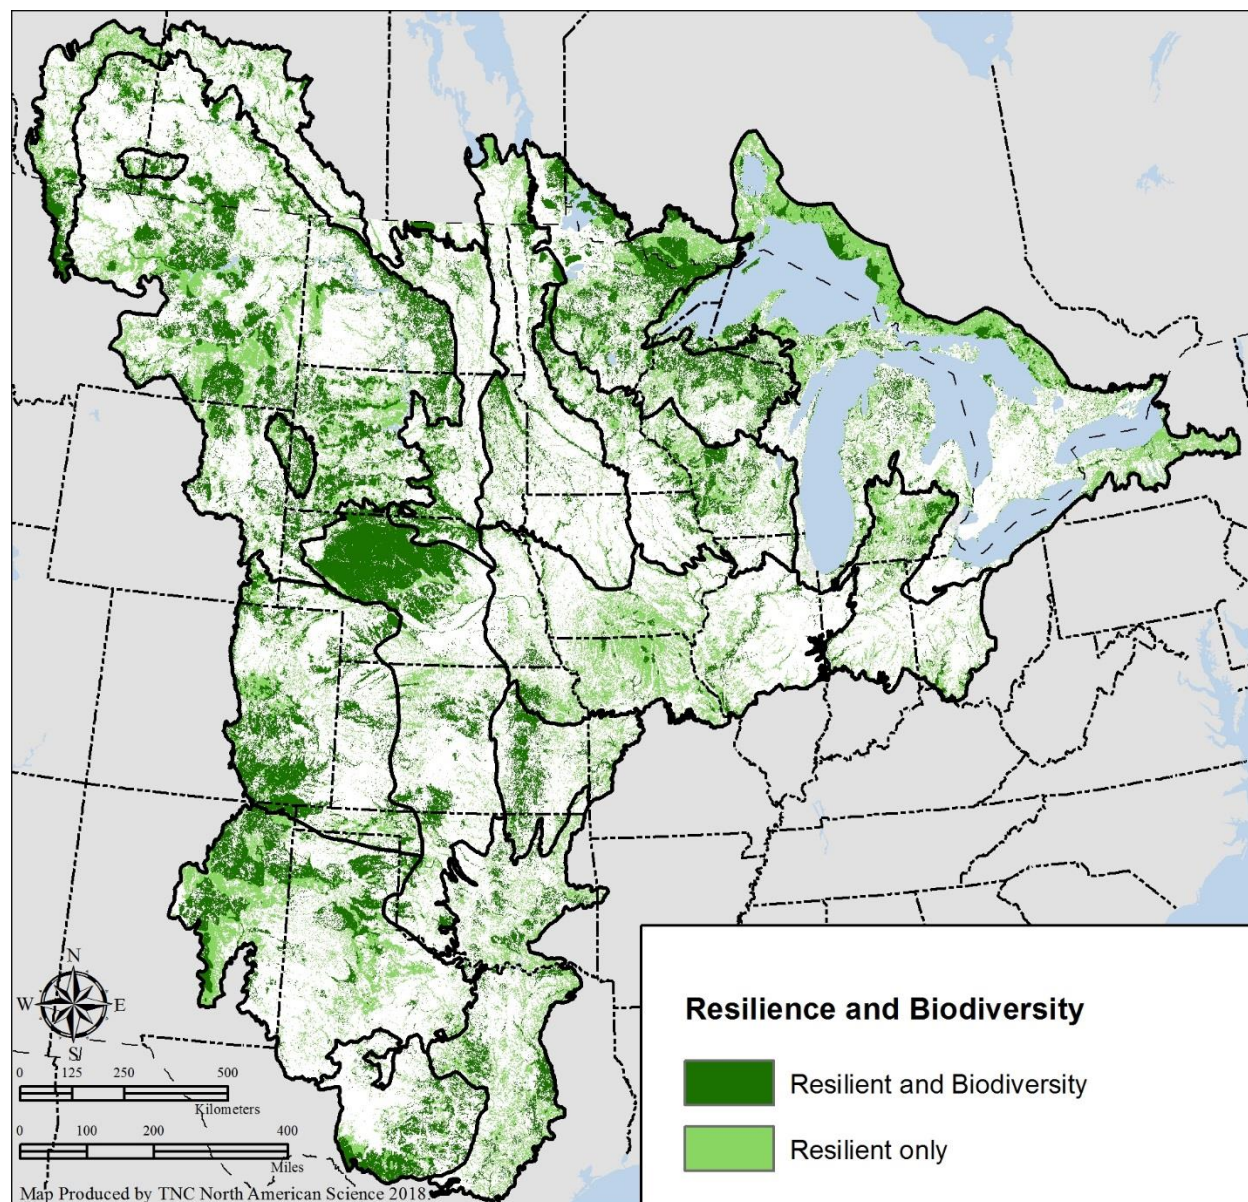 N
W E
S
0 125 250 500
Kilometers
0 100 200 400
Miles
Map Produced by TNC North American Science 2018
Resilience and Biodiversity
Resilient and Biodiversity
Resilient only